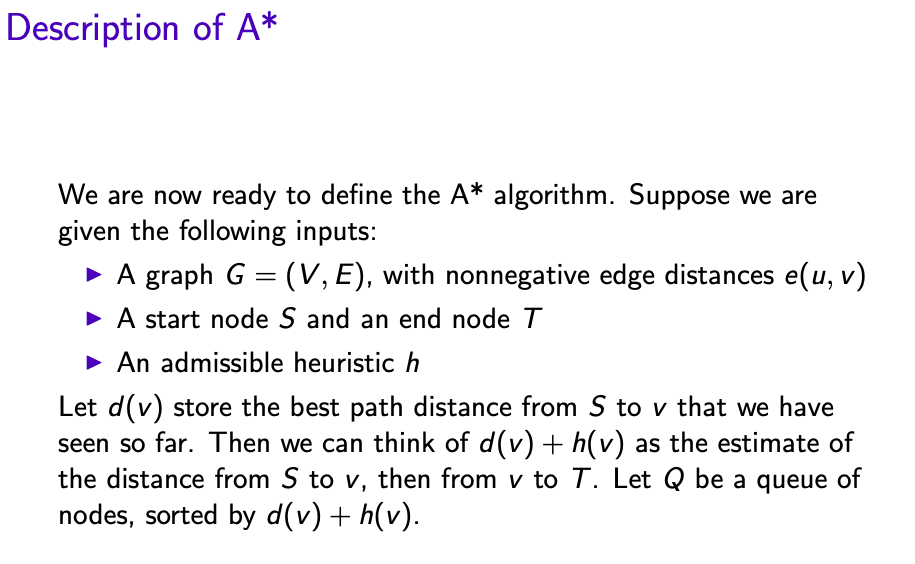 Description of A*
We are now ready to define the A* algorithm. Suppose we are
given the following inputs:
▶ A graph G = (V, E), with nonnegative edge distances e(u, v)
▶ A start node S and an end node T
▶ An admissible heuristic h
Let d(v) store the best path distance from S to v that we have
seen so far. Then we can think of d(v) + h(v) as the estimate of
the distance from S to v, then from v to T. Let Q be a queue of
nodes, sorted by d(v) + h(v).